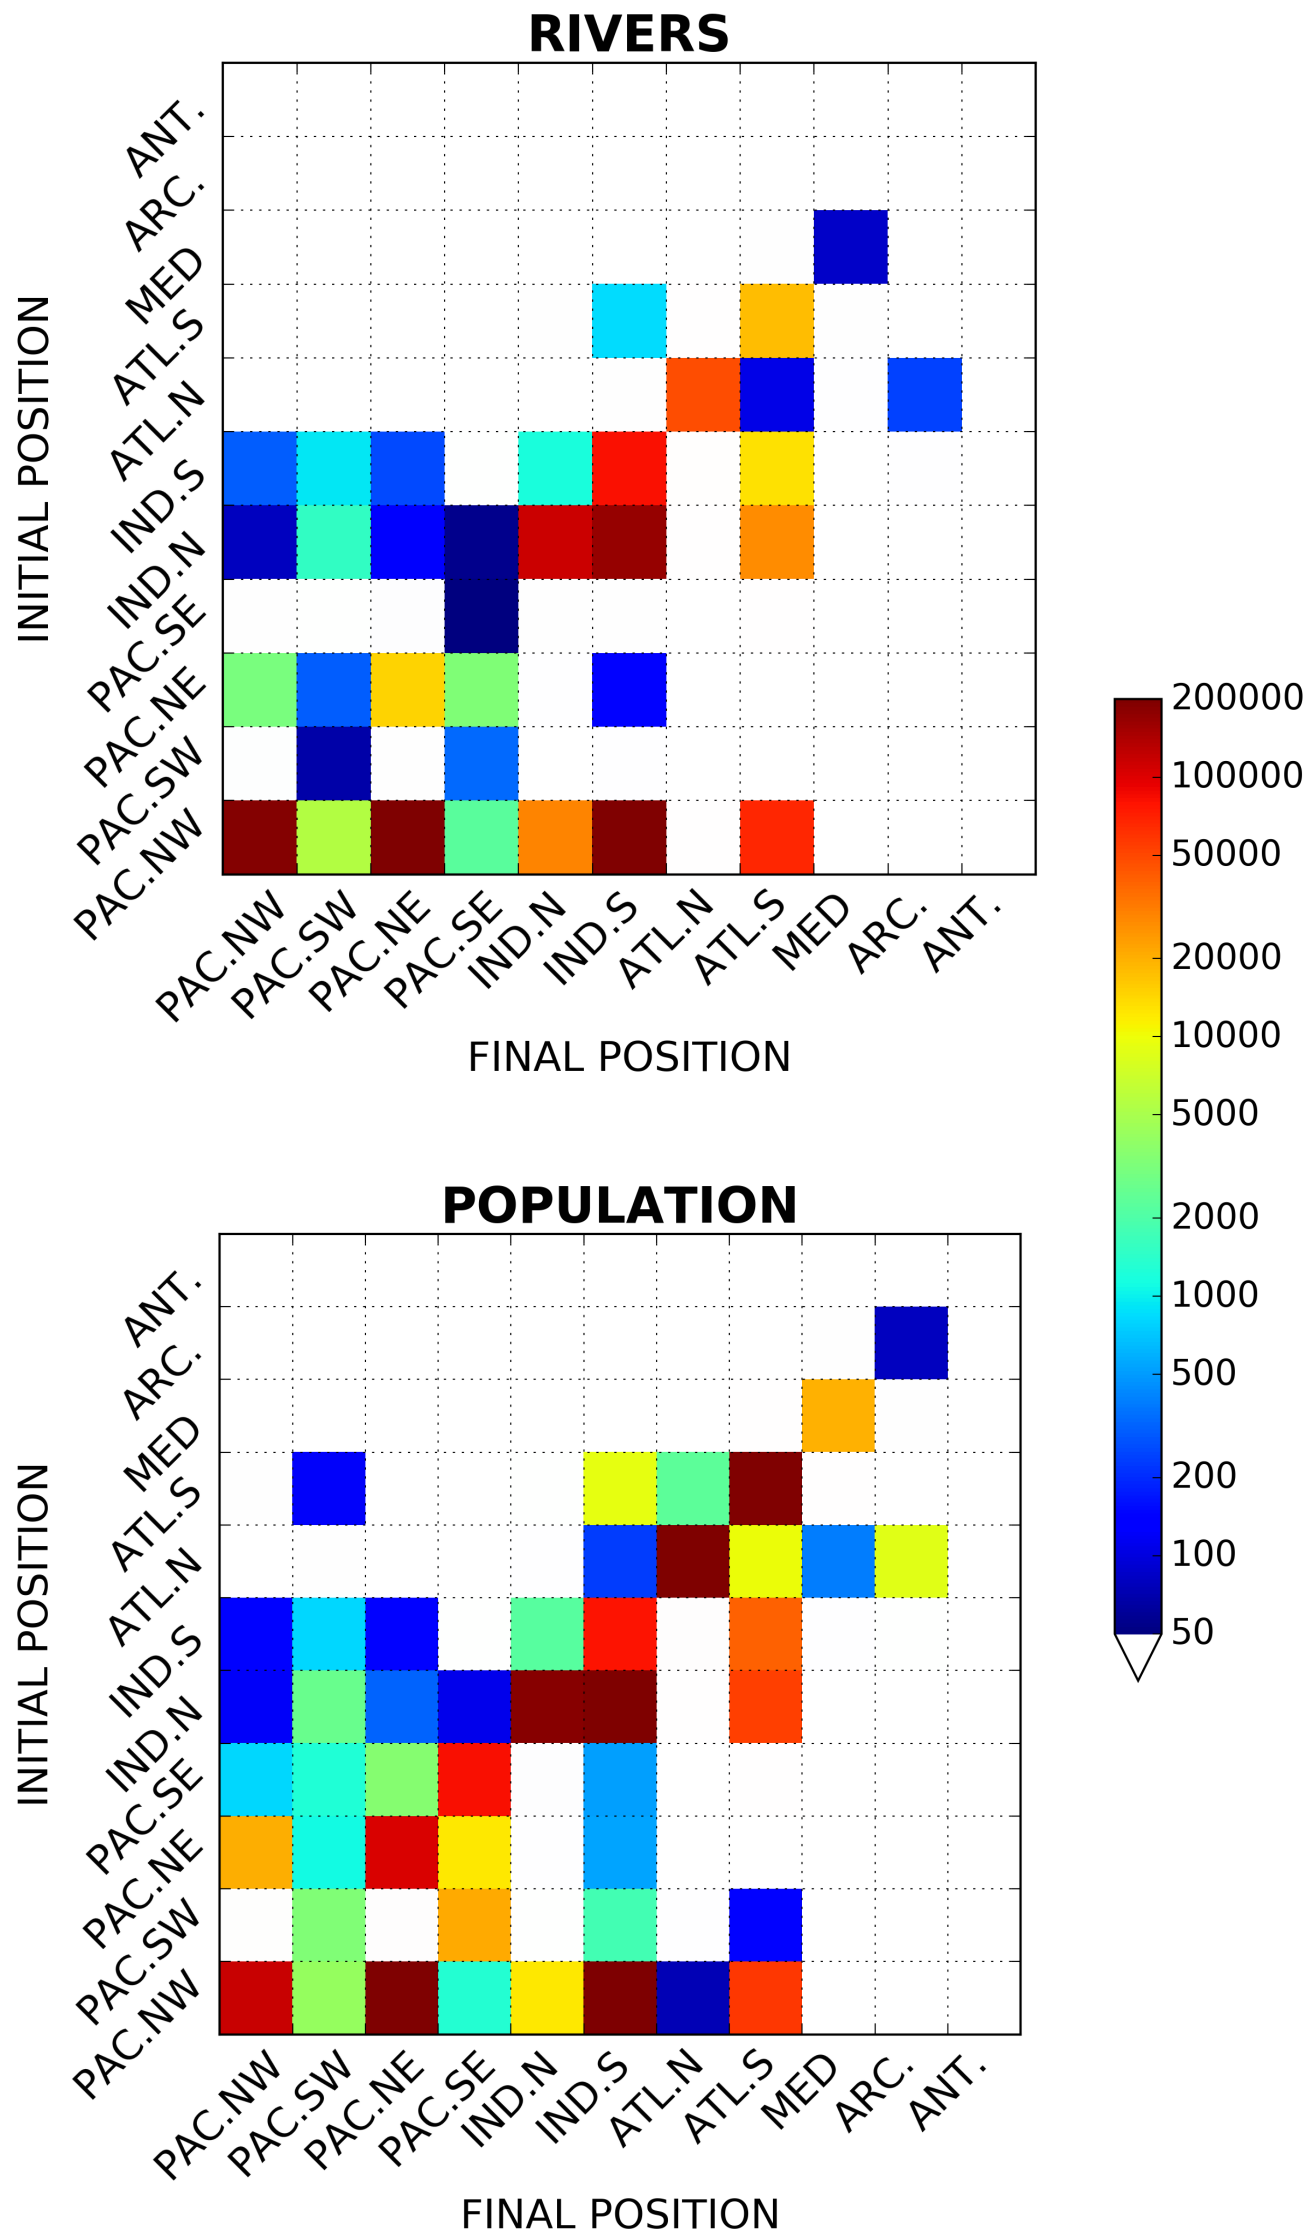 RIVERS
INITIAL POSITION
ANT.
ARC.
MED
ATL.S
ATL.N
IND.S
IND.N
PAC.SE
PAC.NE
PAC.SW
PAC.NW
PAC.NW PAC.SW PAC.NE PAC.SE IND.N IND.S ATL.N ATL.S MED ARC. ANT.
FINAL POSITION
200000
100000
50000
20000
10000
5000
2000
1000
500
200
100
50
POPULATION
INITIAL POSITION
ANT.
ARC.
MED
ATL.S
ATL.N
IND.S
IND.N
PAC.SE
PAC.NE
PAC.SW
PAC.NW
PAC.NW PAC.SW PAC.NE PAC.SE IND.N IND.S ATL.N ATL.S MED ARC. ANT.
FINAL POSITION